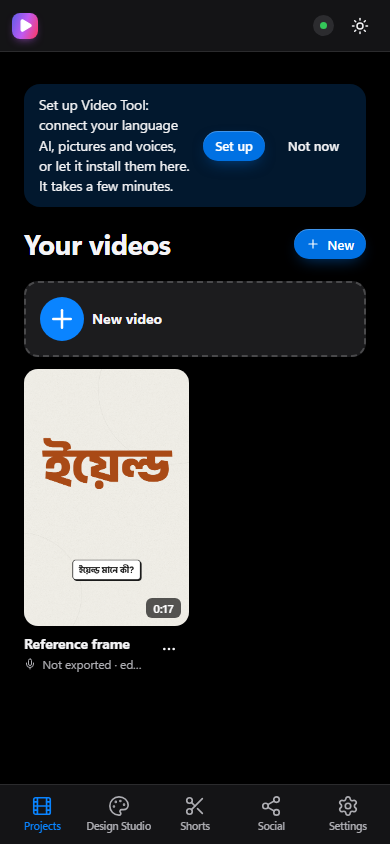 Set up Video Tool:
connect your language
AI, pictures and voices,
or let it install them here.
It takes a few minutes.
Set up
Not now
Your videos
New
New video
ইয়েল্ড
ইয়েল্ড মানে কী?
0:17
Reference frame
Not exported · ed...
Projects
Design Studio
Shorts
Social
Settings